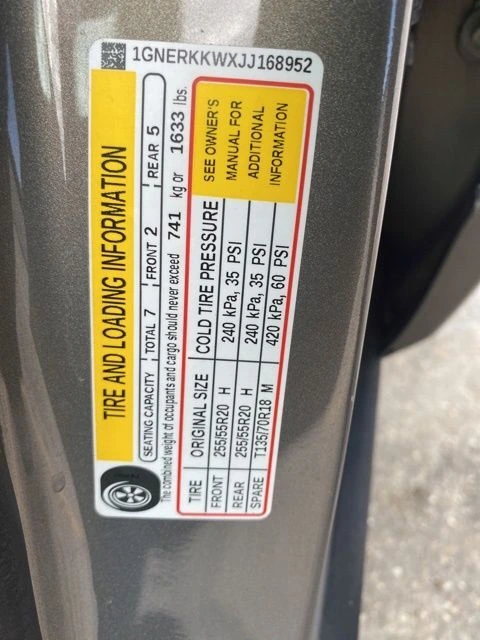 1GNERKKWXJJ168952
TIRE AND LOADING INFORMATION
SEATING CAPACITY TOTAL 7 FRONT 2 REAR 5
The combined weight of occupants and cargo should never exceed 741 kg or 1633 lbs.
TIRE ORIGINAL SIZE COLD TIRE PRESSURE
FRONT 255/55R20 H 240 kPa, 35 PSI
REAR 255/55R20 H 240 kPa, 35 PSI
SPARE T135/70R18 M 420 kPa, 60 PSI
SEE OWNER'S
MANUAL FOR
ADDITIONAL
INFORMATION